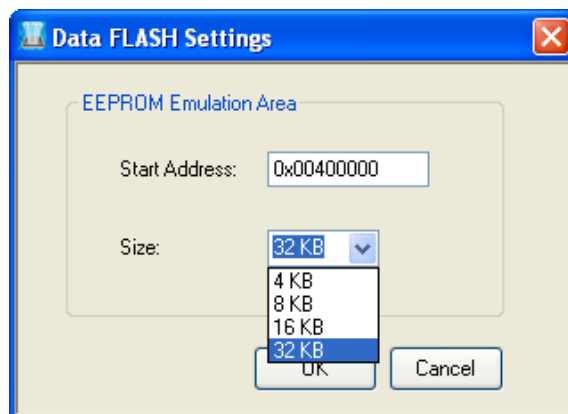 Data FLASH Settings
EEPROM Emulation Area
Start Address: 0x00400000
Size: 32 KB
4 KB
8 KB
16 KB
32 KB
OK Cancel